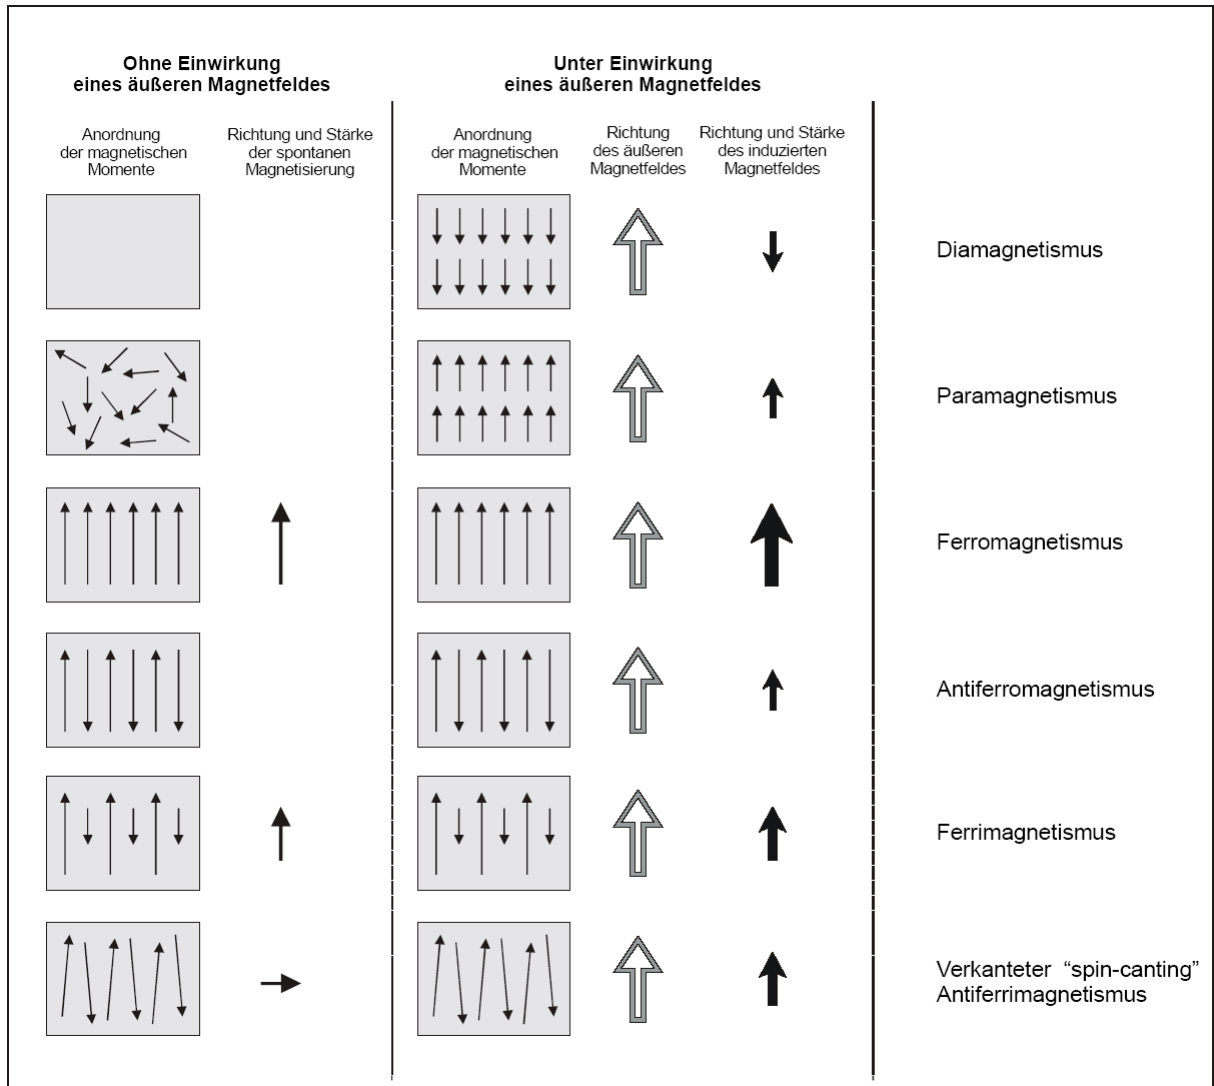 Ohne Einwirkung
eines äußeren Magnetfeldes
Unter Einwirkung
eines äußeren Magnetfeldes
Anordnung
der magnetischen
Momente
Richtung und Stärke
der spontanen
Magnetisierung
Anordnung
der magnetischen
Momente
Richtung
des äußeren
Magnetfeldes
Richtung und Stärke
des induzierten
Magnetfeldes
Diamagnetismus
Paramagnetismus
Ferromagnetismus
Antiferromagnetismus
Ferrimagnetismus
Verkanteter “spin-canting”
Antiferrimagnetismus